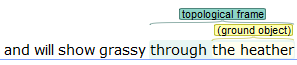 topological frame
(ground object)
and will show grassy through the heather